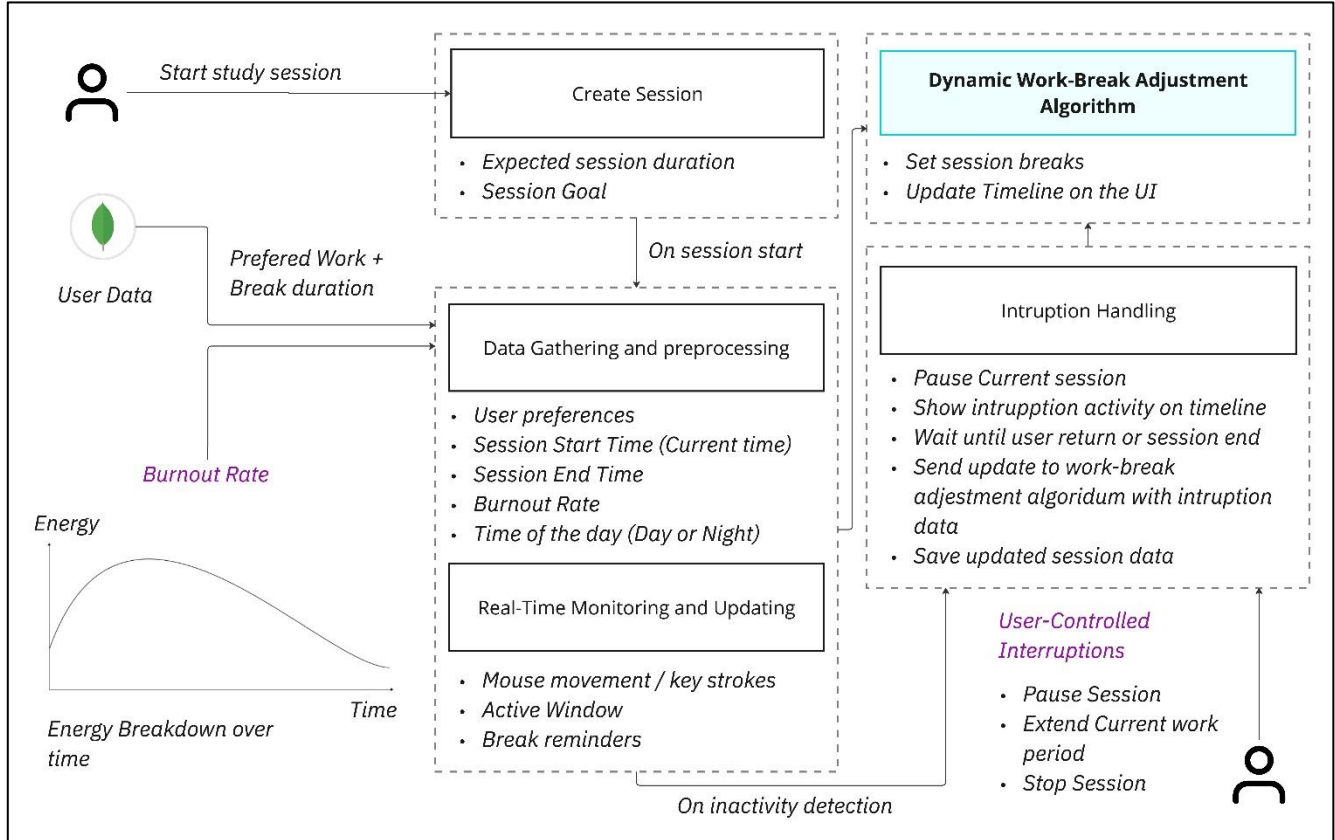 Start study session
Create Session
• Expected session duration
• Session Goal
Dynamic Work-Break Adjustment
Algorithm
• Set session breaks
• Update Timeline on the UI
User Data
Prefered Work +
Break duration
On session start
Data Gathering and preprocessing
• User preferences
• Session Start Time (Current time)
• Session End Time
• Burnout Rate
• Time of the day (Day or Night)
Intruption Handling
• Pause Current session
• Show intrupption activity on timeline
• Wait until user return or session end
• Send update to work-break
adjestment algoridum with intruption
data
• Save updated session data
Burnout Rate
Energy
Time
Energy Breakdown over
time
Real-Time Monitoring and Updating
• Mouse movement / key strokes
• Active Window
• Break reminders
On inactivity detection
User-Controlled
Interruptions
• Pause Session
• Extend Current work
period
• Stop Session